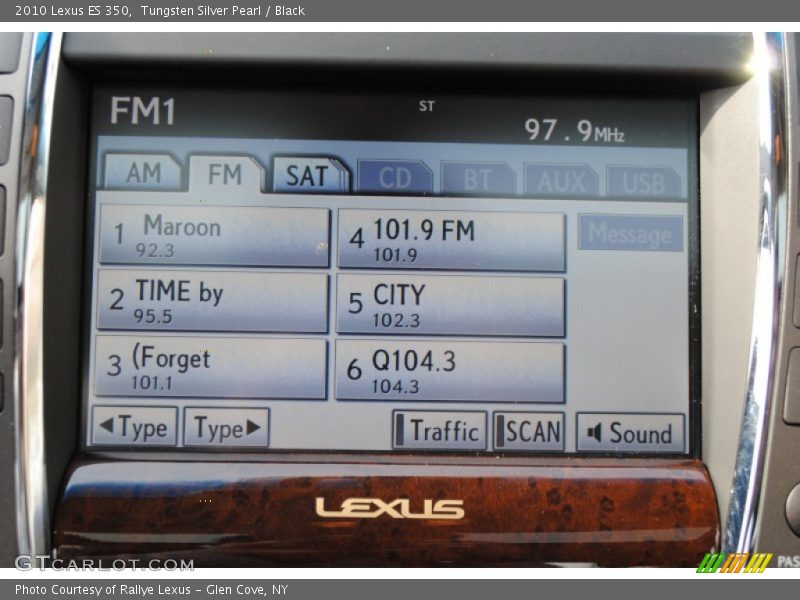 2010 Lexus ES 350,  Tungsten Silver Pearl / Black
FM1
ST
97.9MHz
AM
FM
SAT
CD
BT
AUX
USB
1 Maroon
92.3
4 101.9 FM
101.9
Message
2 TIME by
95.5
5 CITY
102.3
3 (Forget
101.1
6 Q104.3
104.3
◄Type
Type►
Traffic
SCAN
Sound
LEXUS
GTCARLOT.COM
PAS
Photo Courtesy of Rallye Lexus - Glen Cove, NY